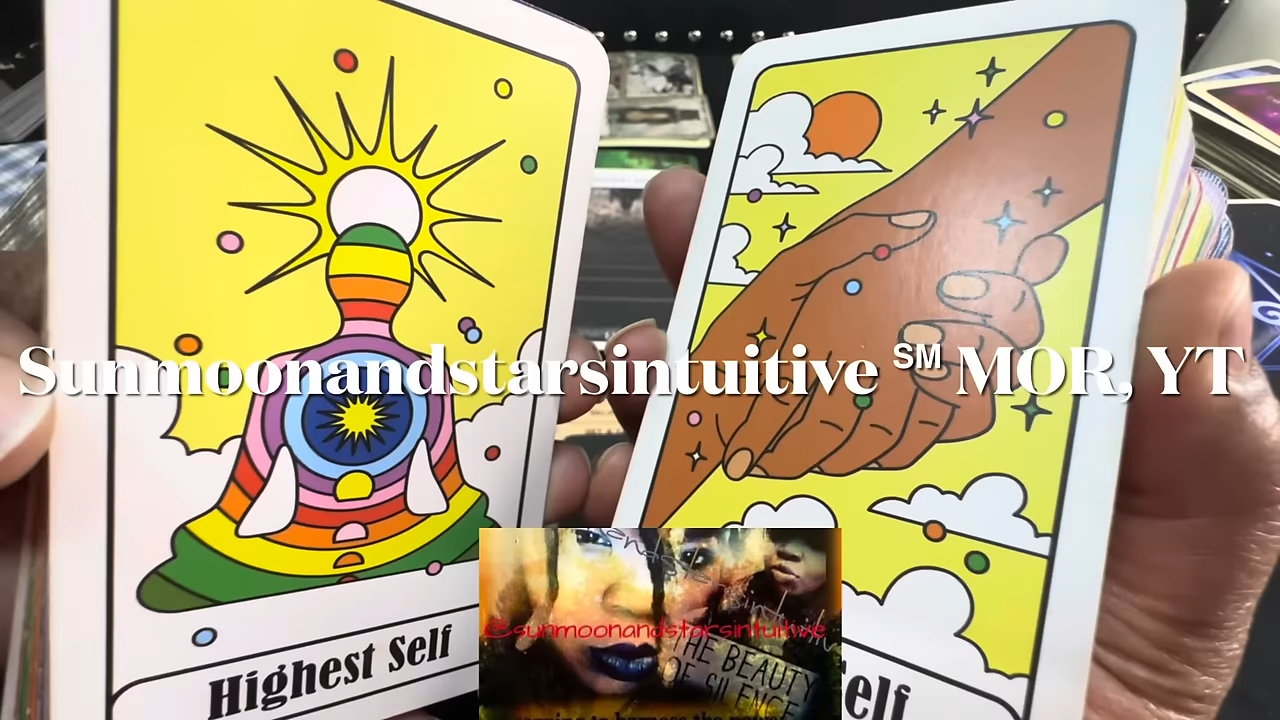 Sunmoonandstarsintuitive ℠ MOR, YT
Highest Self
@sunmoonandstarsintuitive
THE BEAUTY
OF SILENCE
elf